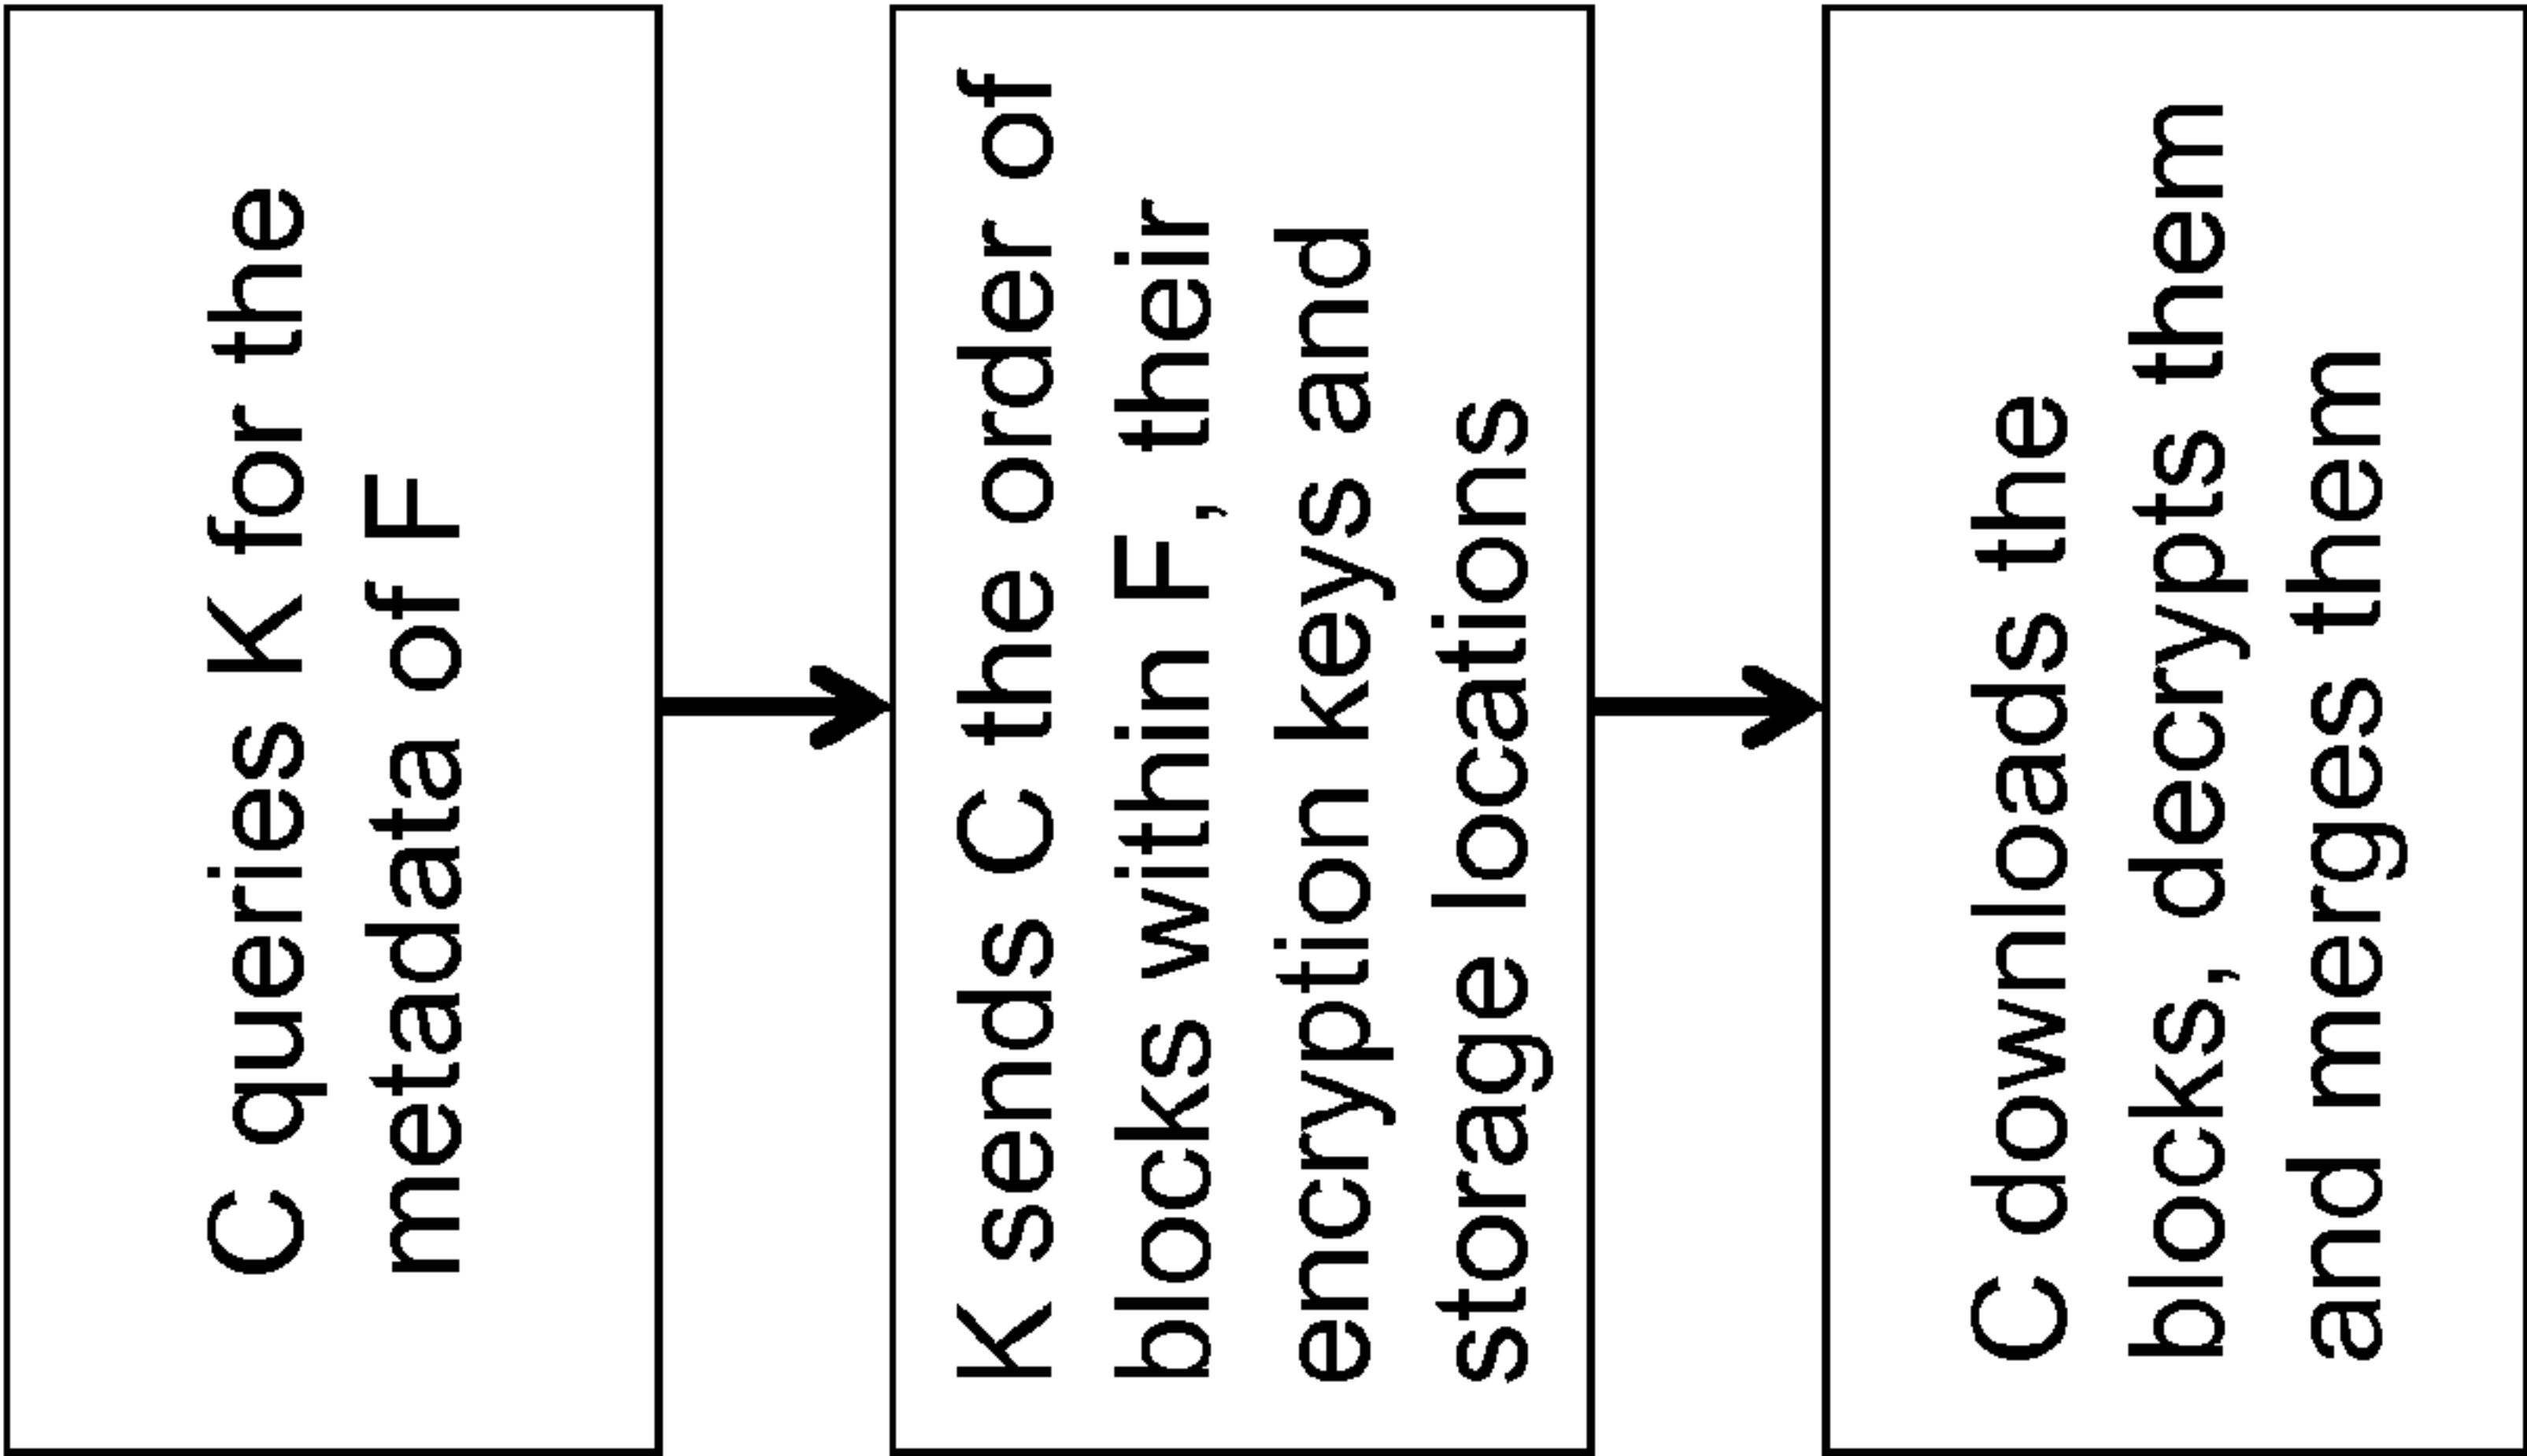 C queries K for the
metadata of F
K sends C the order of
blocks within F, their
encryption keys and
storage locations
C downloads the
blocks, decrypts them
and merges them